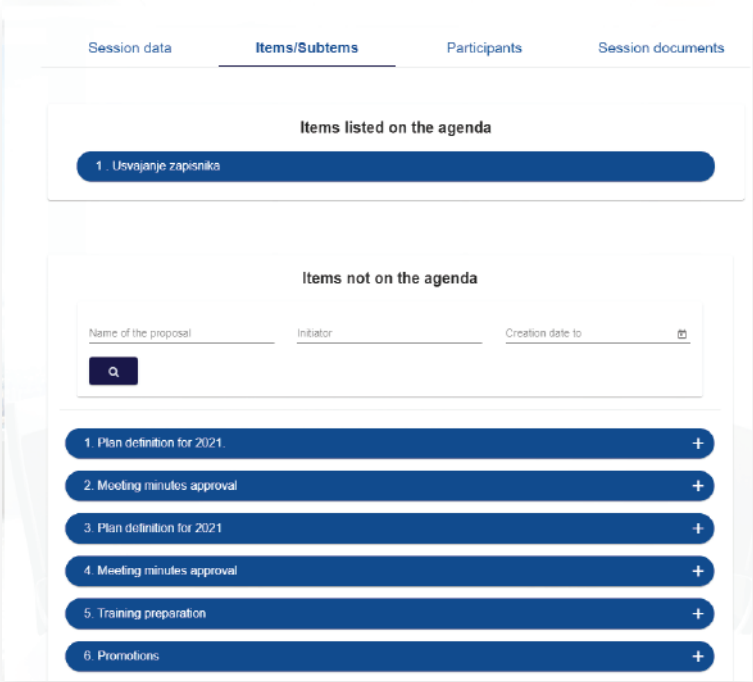 Session data
Items/Subtems
Participants
Session documents
Items listed on the agenda
1 . Usvajanje zapisnika
Items not on the agenda
Name of the proposal
Initiator
Creation date to
1. Plan definition for 2021.
2. Meeting minutes approval
3. Plan definition for 2021
4. Meeting minutes approval
5. Training preparation
6. Promotions